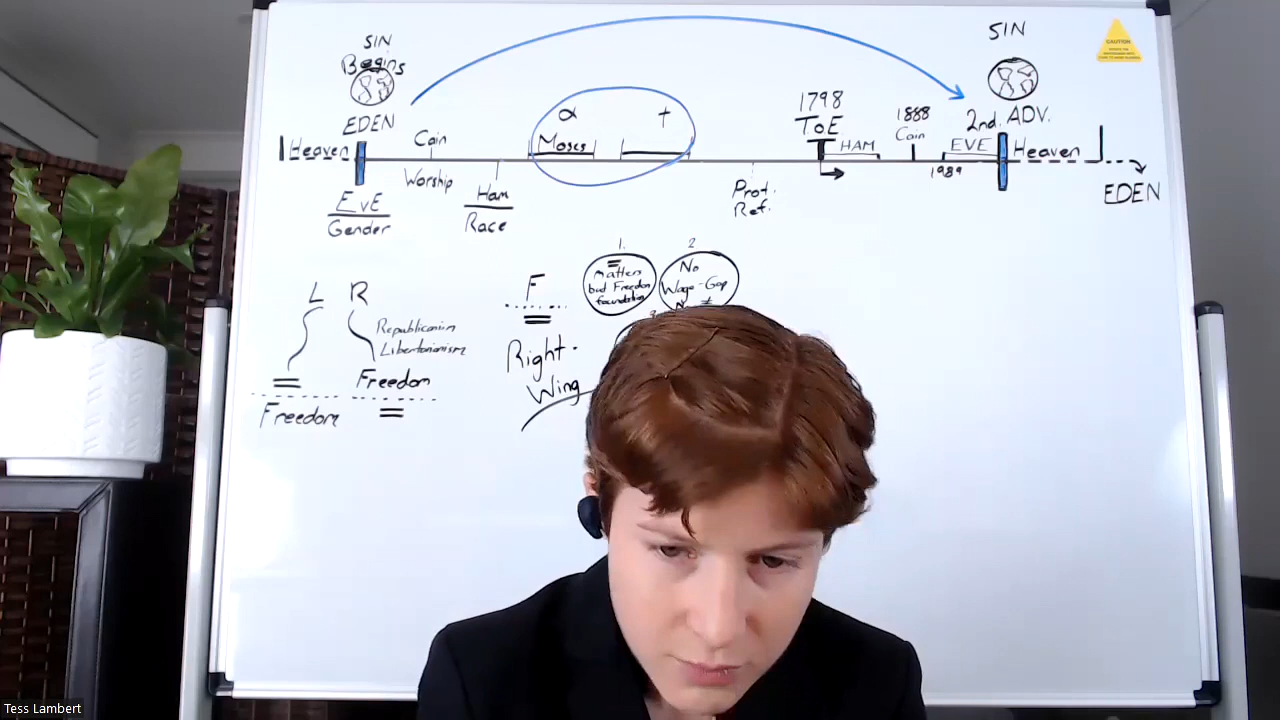 SIN
Begins
EDEN
Heaven
Cain
Worship
EvE
Gender
Ham
Race
α
Moses
†
Prot.
Ref.
1798
ToE
HAM
1888
Cain
EVE
1989
SIN
2nd. ADV.
Heaven
EDEN
CAUTION
L R
Republicanism
Libertarianism
=
Freedom
Freedom
=
F
=
Right-
Wing
1.
=
matters
but Freedom
foundation
2
No
Wage-Gap
Tess Lambert